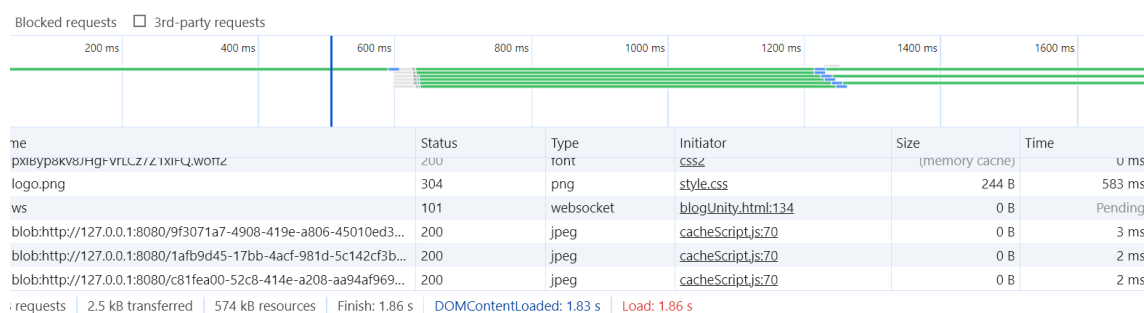 Blocked requests 3rd-party requests
200 ms 400 ms 600 ms 800 ms 1000 ms 1200 ms 1400 ms 1600 ms
me Status Type Initiator Size Time
pxiByp8kv8JHgFVrLCz7Z1xlFQ.woff2 200 font css2 (memory cache) 0 ms
logo.png 304 png style.css 244 B 583 ms
ws 101 websocket blogUnity.html:134 0 B Pending
blob:http://127.0.0.1:8080/9f3071a7-4908-419e-a806-45010ed3... 200 jpeg cacheScript.js:70 0 B 3 ms
blob:http://127.0.0.1:8080/1afb9d45-17bb-4acf-981d-5c142cf3b... 200 jpeg cacheScript.js:70 0 B 2 ms
blob:http://127.0.0.1:8080/c81fea00-52c8-414e-a208-aa94af969... 200 jpeg cacheScript.js:70 0 B 2 ms
requests 2.5 kB transferred 574 kB resources Finish: 1.86 s DOMContentLoaded: 1.83 s Load: 1.86 s